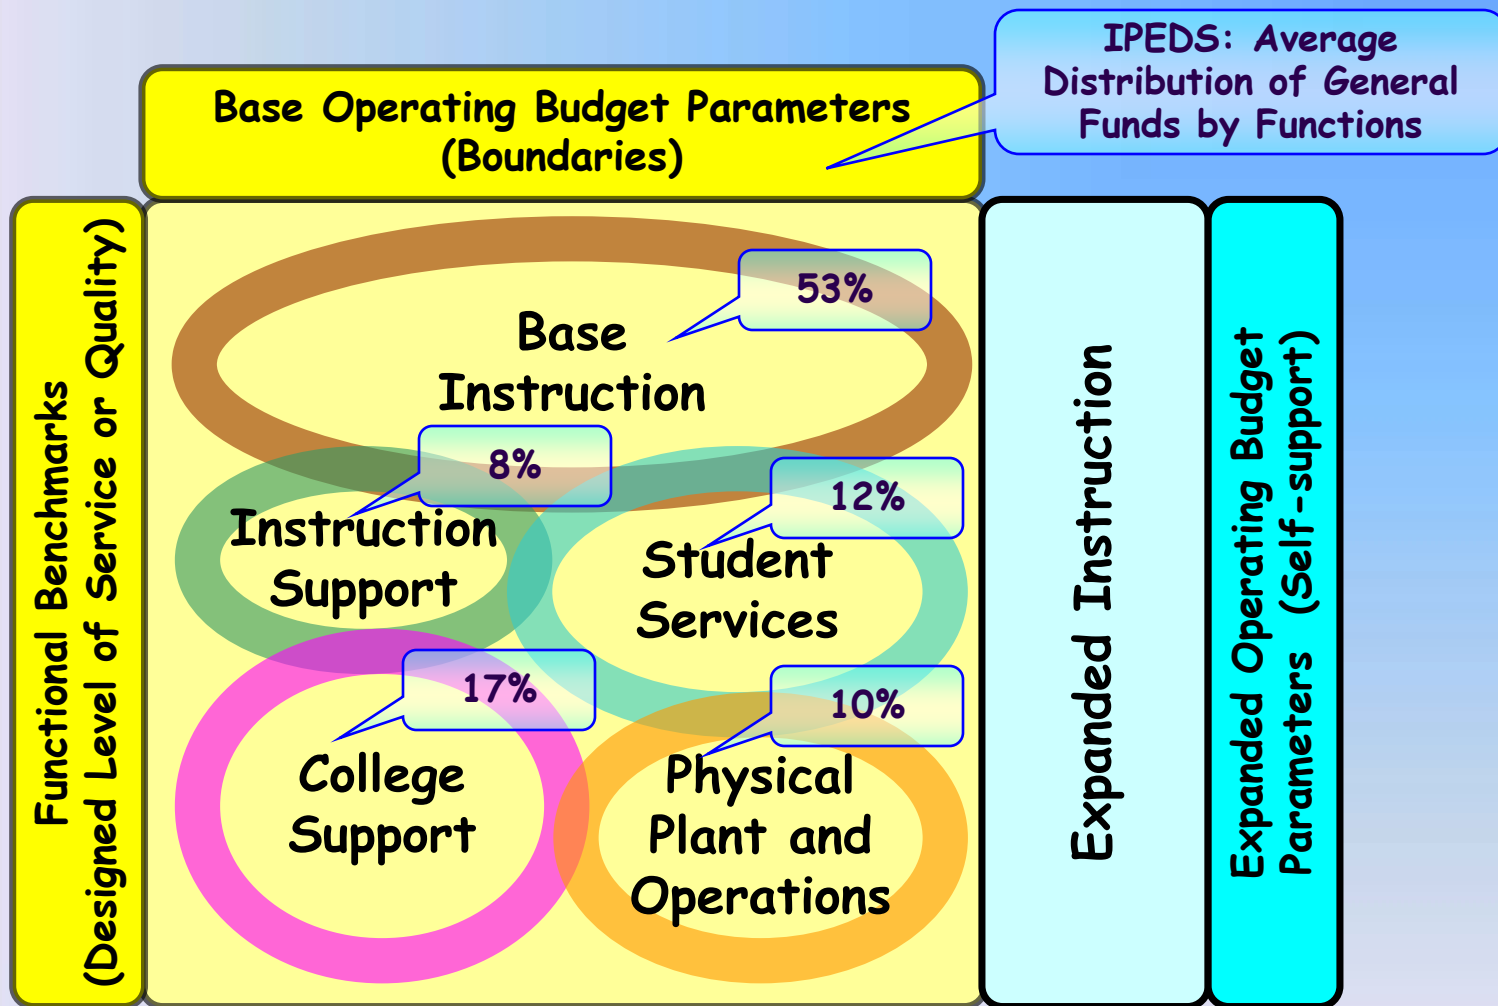 IPEDS: Average
Distribution of General
Funds by Functions
Base Operating Budget Parameters
(Boundaries)
Functional Benchmarks
(Designed Level of Service or Quality)
53%
Base
Instruction
8%
Instruction
Support
12%
Student
Services
17%
College
Support
10%
Physical
Plant and
Operations
Expanded Instruction
Expanded Operating Budget
Parameters (Self-support)